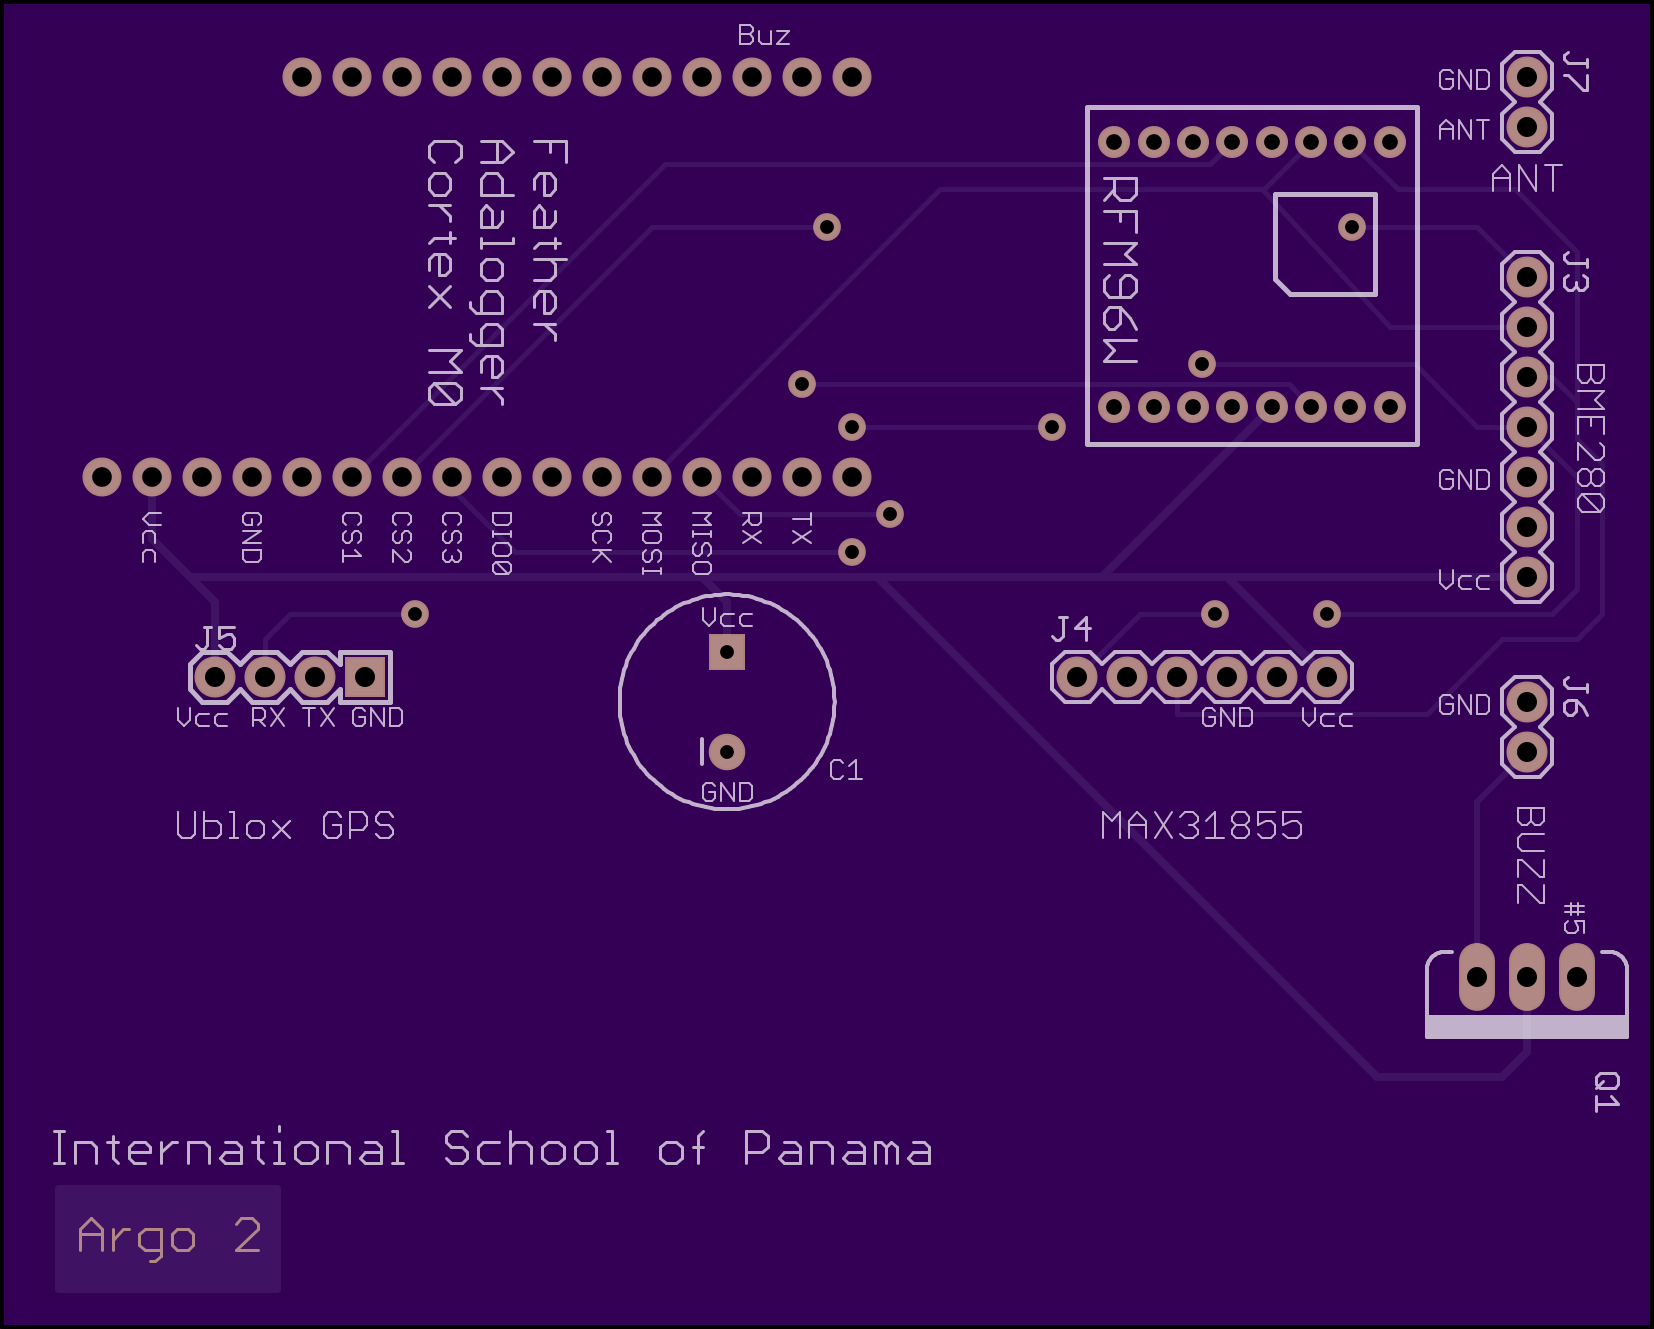 Buz
J7
GND
ANT
ANT
Feather
Adalogger
Cortex M0
RFM96W
J3
BME280
GND
Vcc
Vcc
GND
CS1
CS2
CS3
DIO0
SCK
MOSI
MISO
RX
TX
J5
Vcc RX TX GND
Ublox GPS
Vcc
GND
C1
J4
GND
Vcc
MAX31855
J6
GND
BUZZ
#5
Q1
International School of Panama
Argo 2